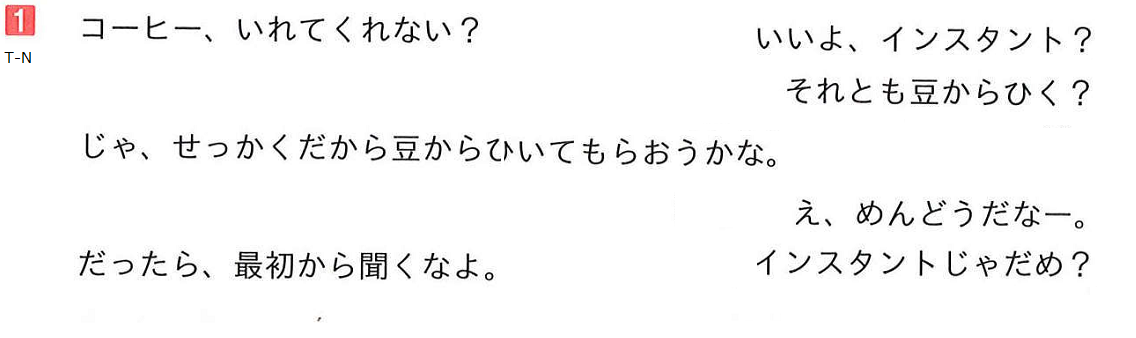 1
T-N
コーヒー、いれてくれない?
いいよ、インスタント?
それとも豆からひく?
じゃ、せっかくだから豆からひいてもらおうかな。
え、めんどうだなー。
インスタントじゃだめ?
だったら、最初から聞くなよ。